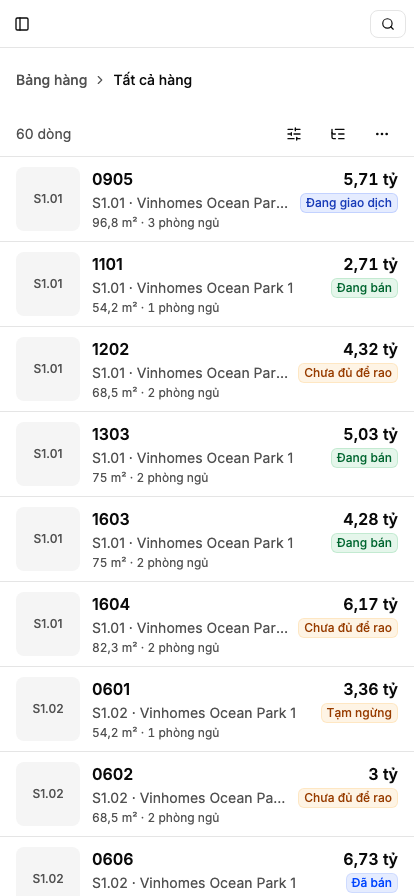 Bảng hàng > Tất cả hàng
60 dòng
S1.01
0905
5,71 tỷ
S1.01 · Vinhomes Ocean Par...
Đang giao dịch
96,8 m² · 3 phòng ngủ
S1.01
1101
2,71 tỷ
S1.01 · Vinhomes Ocean Park 1
Đang bán
54,2 m² · 1 phòng ngủ
S1.01
1202
4,32 tỷ
S1.01 · Vinhomes Ocean Par...
Chưa đủ để rao
68,5 m² · 2 phòng ngủ
S1.01
1303
5,03 tỷ
S1.01 · Vinhomes Ocean Park 1
Đang bán
75 m² · 2 phòng ngủ
S1.01
1603
4,28 tỷ
S1.01 · Vinhomes Ocean Park 1
Đang bán
75 m² · 2 phòng ngủ
S1.01
1604
6,17 tỷ
S1.01 · Vinhomes Ocean Par...
Chưa đủ để rao
82,3 m² · 2 phòng ngủ
S1.02
0601
3,36 tỷ
S1.02 · Vinhomes Ocean Park 1
Tạm ngừng
54,2 m² · 1 phòng ngủ
S1.02
0602
3 tỷ
S1.02 · Vinhomes Ocean Pa...
Chưa đủ để rao
68,5 m² · 2 phòng ngủ
S1.02
0606
6,73 tỷ
S1.02 · Vinhomes Ocean Park 1
Đã bán